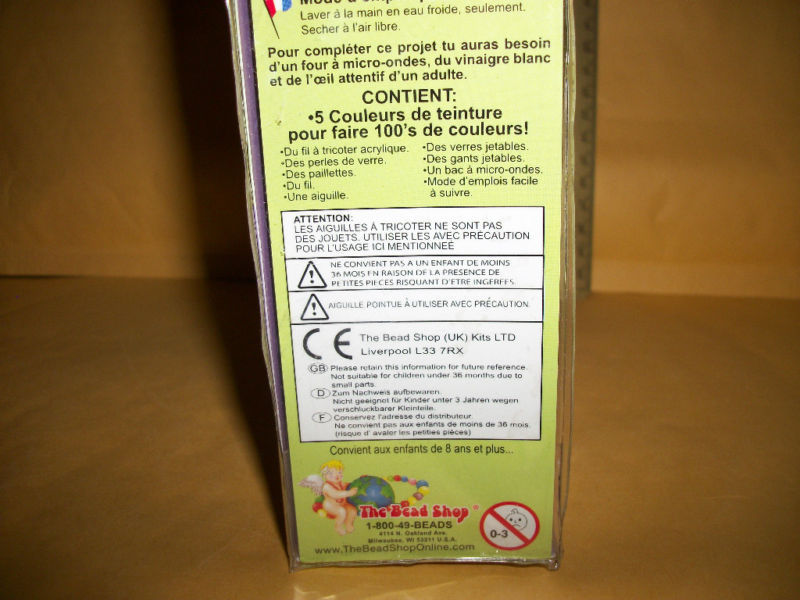 Laver à la main en eau froide, seulement.
Secher à l'air libre.
Pour compléter ce projet tu auras besoin
d'un four à micro-ondes, du vinaigre blanc
et de l'œil attentif d'un adulte.
CONTIENT:
•5 Couleurs de teinture
pour faire 100's de couleurs!
•Du fil à tricoter acrylique.
•Des perles de verre.
•Des paillettes.
•Du fil.
•Une aiguille.
•Des verres jetables.
•Des gants jetables.
•Un bac à micro-ondes.
•Mode d'emplois facile
à suivre.
ATTENTION:
LES AIGUILLES À TRICOTER NE SONT PAS
DES JOUETS. UTILISER LES AVEC PRÉCAUTION
POUR L'USAGE ICI MENTIONNEÉ
NE CONVIENT PAS A UN ENFANT DE MOINS
36 MOIS EN RAISON DE LA PRESENCE DE
PETITES PIECES RISQUANT D'ETRE INGEREES.
AIGUILLE POINTUE À UTILISER AVEC PRÉCAUTION.
CE The Bead Shop (UK) Kits LTD
Liverpool L33 7RX
GB Please retain this information for future reference.
Not suitable for children under 36 months due to
small parts.
D Zum Nachweis aufbewaren.
Nicht geeignet für Kinder unter 3 Jahren wegen
verschluckbarer Kleinteile.
F Conservez l'adresse du distributeur.
Ne convient pas aux enfants de moins de 36 mois.
(risque d' avaler les petities pièces)
Convient aux enfants de 8 ans et plus...
The Bead Shop®
1-800-49-BEADS
4114 N. Oakland Ave.
Milwaukee, WI 53211 U.S.A.
www.TheBeadShopOnline.com
0-3